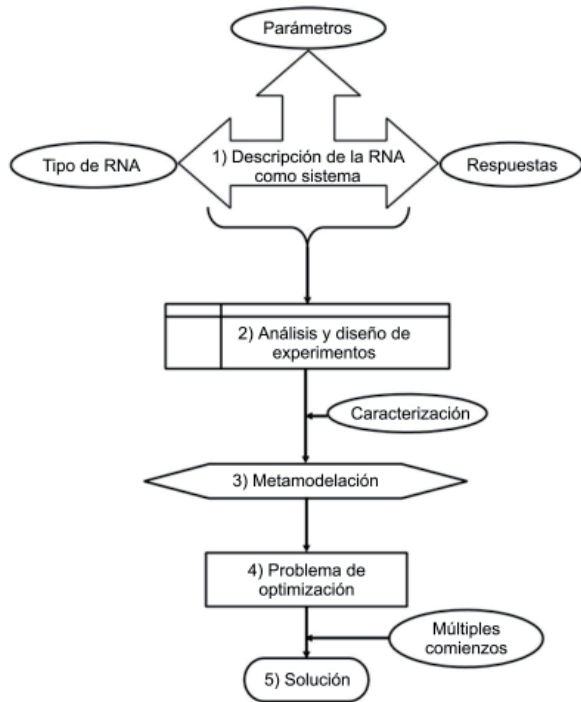 Parámetros
Tipo de RNA
1) Descripción de la RNA
como sistema
Respuestas
2) Análisis y diseño de
experimentos
Caracterización
3) Metamodelación
4) Problema de
optimización
Múltiples
comienzos
5) Solución